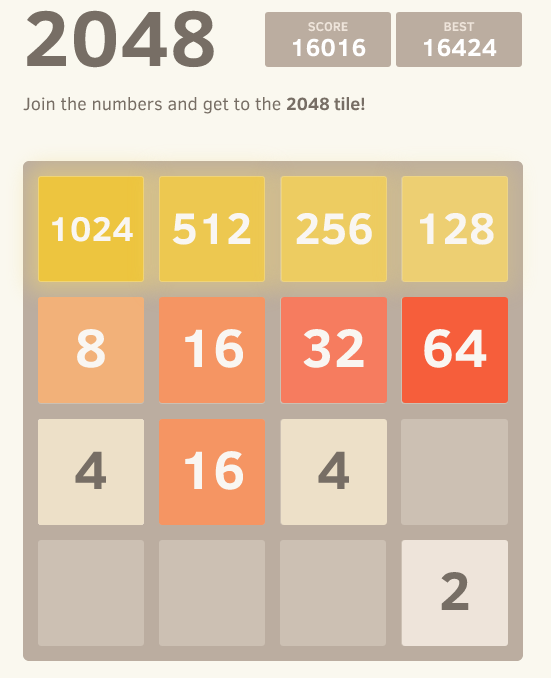 2048
SCORE
16016
BEST
16424
Join the numbers and get to the 2048 tile!
1024 512 256 128
8 16 32 64
4 16 4
2